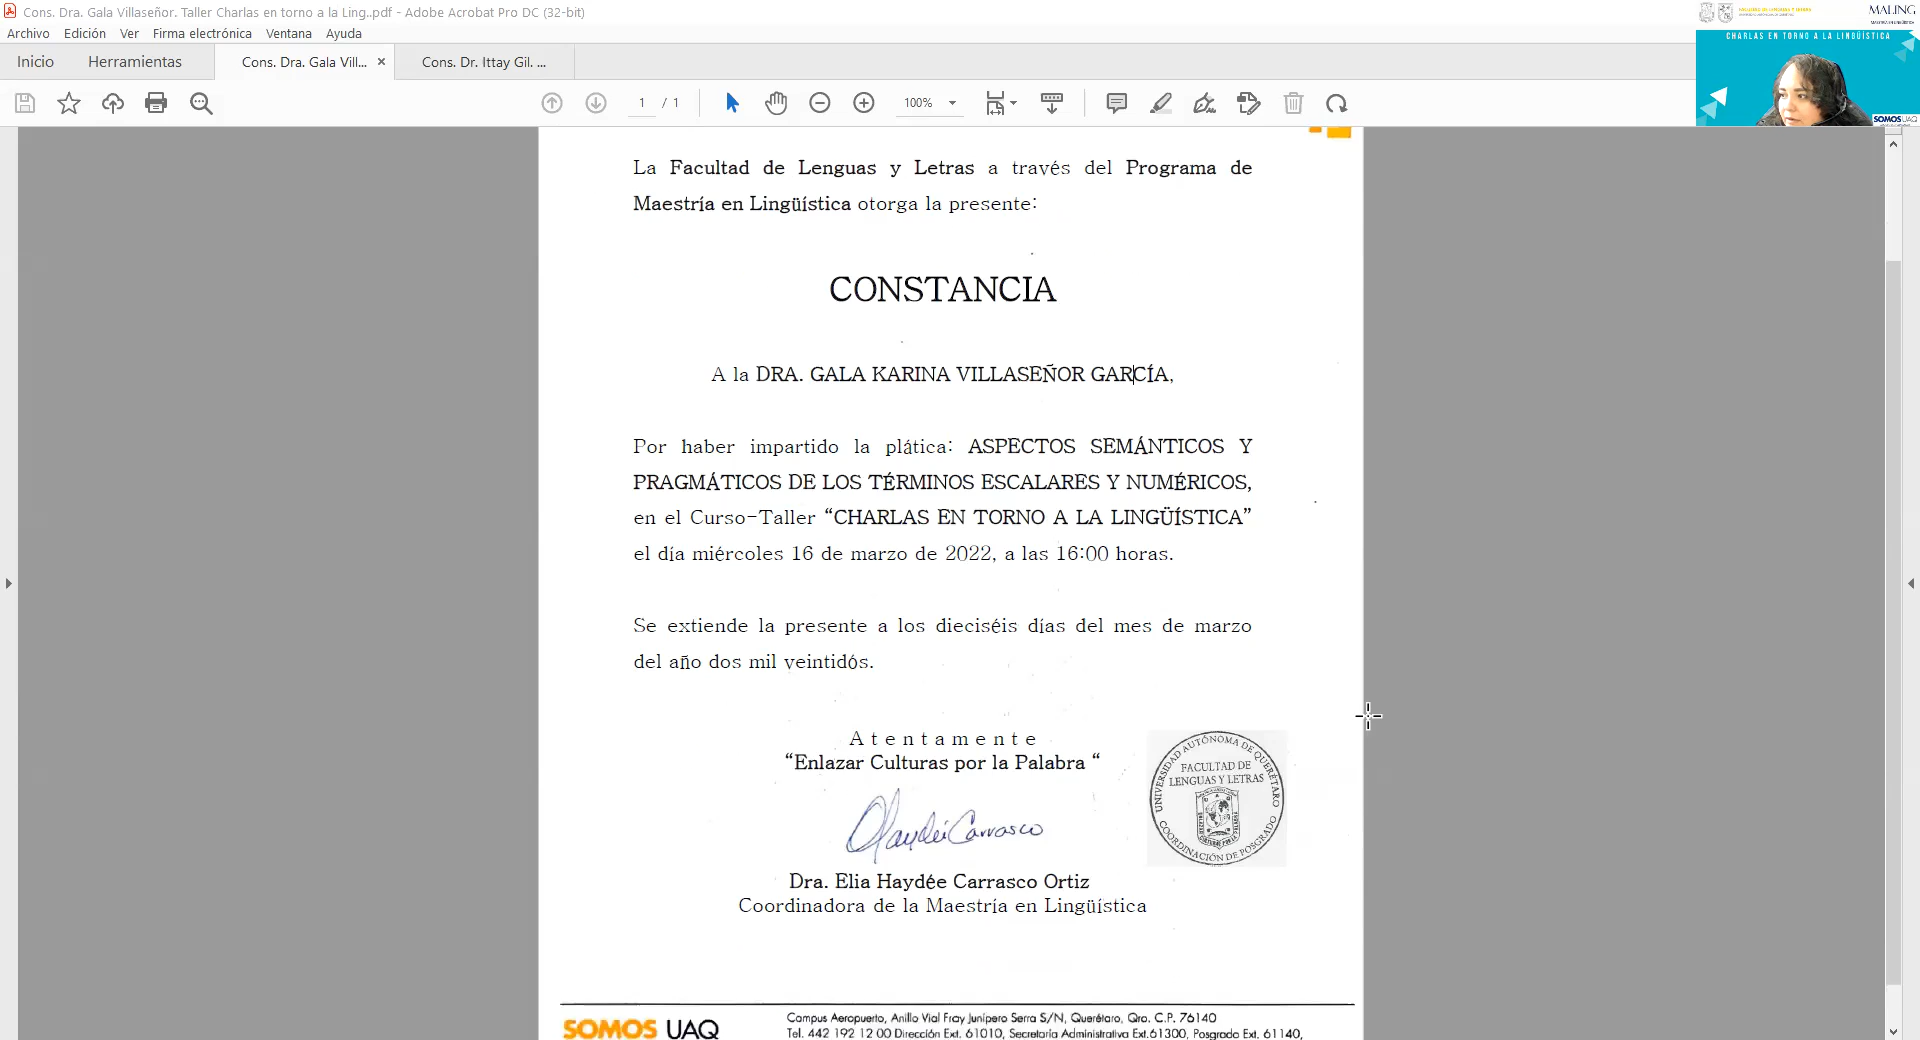 Cons. Dra. Gala Villaseñor. Taller Charlas en torno a la Ling..pdf - Adobe Acrobat Pro DC (32-bit)
Archivo Edición Ver Firma electrónica Ventana Ayuda
Inicio Herramientas Cons. Dra. Gala Vill... × Cons. Dr. Ittay Gil. ...
1 / 1 100%
MALING
CHARLAS EN TORNO A LA LINGÜÍSTICA
SOMOS UAQ
La Facultad de Lenguas y Letras a través del Programa de
Maestría en Lingüística otorga la presente:
CONSTANCIA
A la DRA. GALA KARINA VILLASEÑOR GARCÍA,
Por haber impartido la plática: ASPECTOS SEMÁNTICOS Y
PRAGMÁTICOS DE LOS TÉRMINOS ESCALARES Y NUMÉRICOS,
en el Curso-Taller “CHARLAS EN TORNO A LA LINGÜÍSTICA”
el día miércoles 16 de marzo de 2022, a las 16:00 horas.
Se extiende la presente a los dieciséis días del mes de marzo
del año dos mil veintidós.
Atentamente
“Enlazar Culturas por la Palabra “
UNIVERSIDAD AUTÓNOMA DE QUERÉTARO
FACULTAD DE
LENGUAS Y LETRAS
COORDINACIÓN DE POSGRADO
Dra. Elia Haydée Carrasco Ortiz
Coordinadora de la Maestría en Lingüística
SOMOS UAQ
Campus Aeropuerto, Anillo Vial Fray Junípero Serra S/N, Querétaro, Qro. C.P. 76140
Tel. 442 192 12 00 Dirección Ext. 61010, Secretaría Administrativa Ext.61300, Posgrado Ext. 61140,